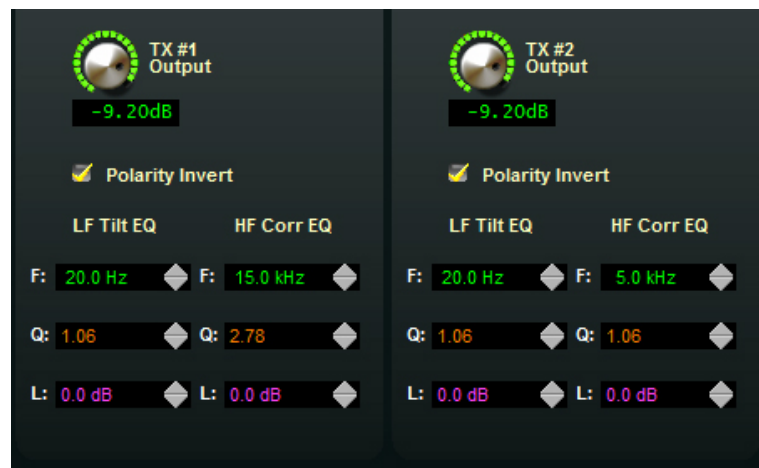 TX #1
Output
-9.20dB
Polarity Invert
LF Tilt EQ HF Corr EQ
F: 20.0 Hz F: 15.0 kHz
Q: 1.06 Q: 2.78
L: 0.0 dB L: 0.0 dB
TX #2
Output
-9.20dB
Polarity Invert
LF Tilt EQ HF Corr EQ
F: 20.0 Hz F: 5.0 kHz
Q: 1.06 Q: 1.06
L: 0.0 dB L: 0.0 dB